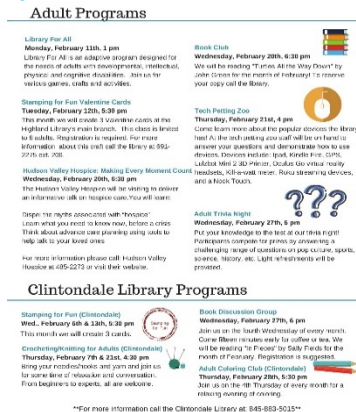 Adult Programs
Library For All
Monday, February 11th, 1 pm
Library For All is an adaptive program designed for
the needs of adults with developmental, intellectual,
physical and cognitive disabilities. Join us for
various games, crafts and activities.
Stamping for Fun Valentine Cards
Tuesday, February 12th, 5:30 pm
This month we will create 3 Valentine cards at the
Highland Library's main branch. This class is limited
to 6 adults. Registration is required. For more
information about this craft call the library at 691-
2275 ext. 208.
Hudson Valley Hospice: Making Every Moment Count
Wednesday, February 20th, 6:30 pm
The Hudson Valley Hospice will be visiting to deliver
an informative talk on hospice care. You will learn:
Dispel the myths associated with "hospice"
Learn what you need to know now, before a crisis
Think about advance care planning using tools to
help talk to your loved ones
For more information please call: Hudson Valley
Hospice at 485-2273 or visit their website.
Book Club
Wednesday, February 20th, 6:30 pm
We will be reading "Turtles All the Way Down" by
John Green for the month of February! To reserve
your copy call the library.
Tech Petting Zoo
Thursday, February 21st, 4 pm
Come learn more about the popular devices the library
has! At the tech petting zoo staff will be on hand to
answer your questions and demonstrate how to use
devices. Devices include: Ipad, Kindle Fire, GPS,
Lulzbot Mini 2 3D Printer, Oculus Go virtual reality
headsets, Kill-a-watt meter, Roku streaming devices,
and a Nook Touch.
Adult Trivia Night
Wednesday, February 27th, 6 pm
Put your knowledge to the test at our trivia night!
Participants compete for prizes by answering a
challenging range of questions on pop culture, sports,
science, history, etc. Light refreshments will be
provided.
Clintondale Library Programs
Stamping for Fun (Clintondale)
Wed., February 6th & 13th, 5:30 pm
This month we will create 3 cards.
Stamping
for
Fun
Crocheting/Knitting for Adults (Clintondale)
Thursday, February 7th & 21st, 4:30 pm
Bring your needles/hooks and yarn and join us
for some time of relaxation and conversation.
From beginners to experts, all are welcome.
Book Discussion Group
Wednesday, February 27th, 6 pm
Join us on the fourth Wednesday of every month.
Come fifteen minutes early for coffee or tea. We
will be reading "In Pieces" by Sally Fields for the
month of February. Registration is suggested.
Adult Coloring Club (Clintondale)
Thursday, February 28th, 5:30 pm
Join us on the 4th Thursday of every month for a
relaxing evening of coloring.
**For more information call the Clintondale Library at: 845-883-5015**